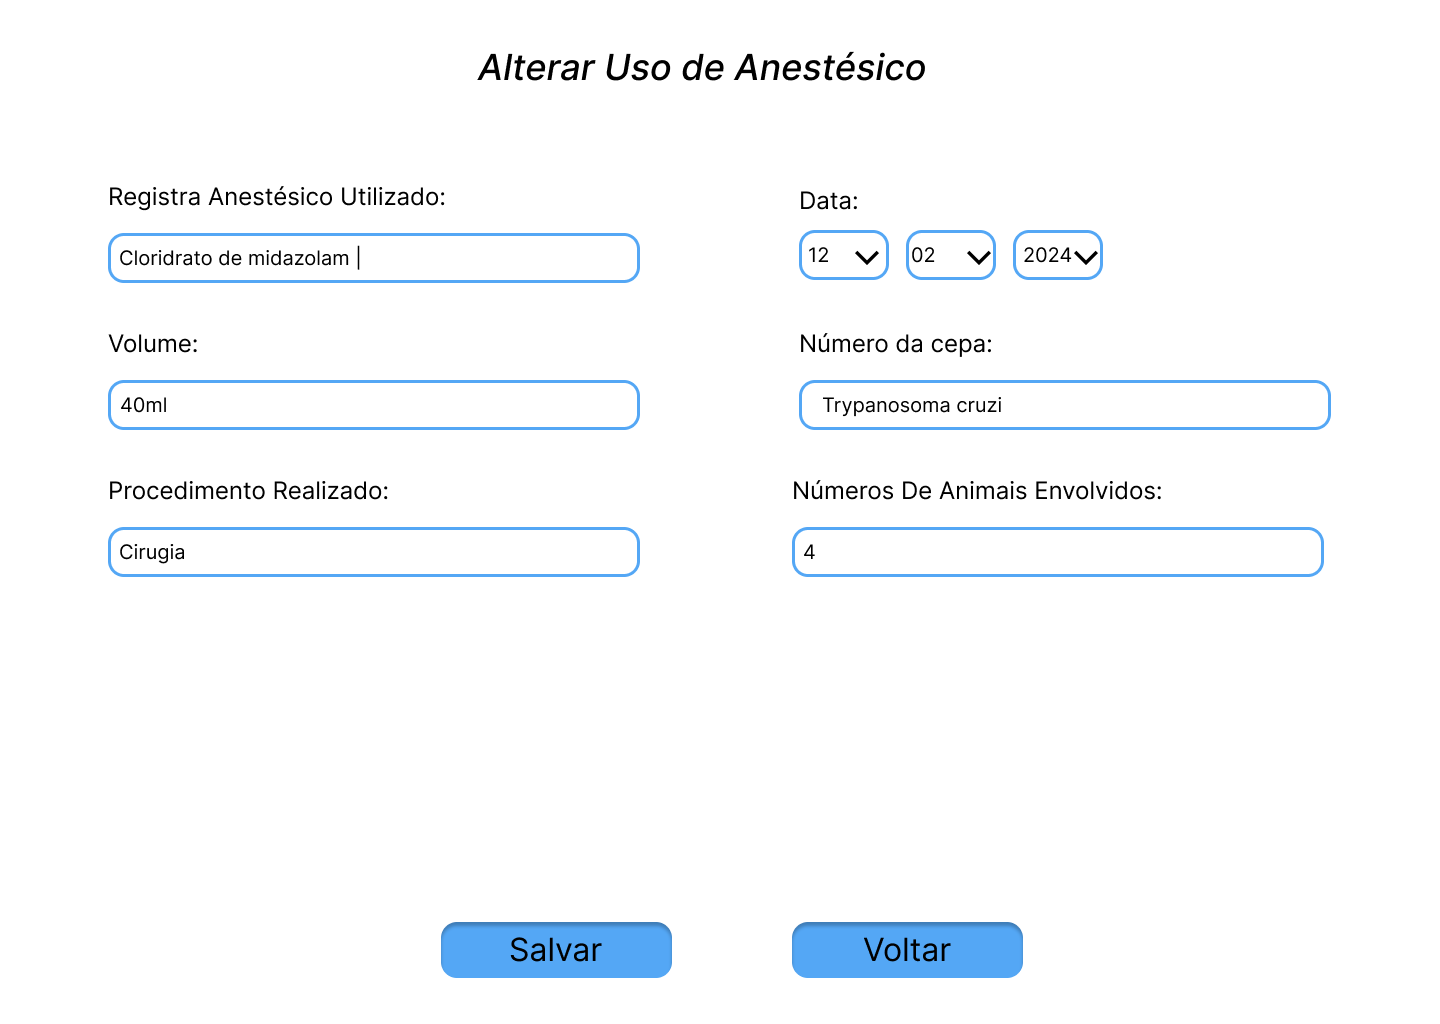 Alterar Uso de Anestésico
Registra Anestésico Utilizado:
Cloridrato de midazolam |
Data:
12 02 2024
Volume:
40ml
Número da cepa:
Trypanosoma cruzi
Procedimento Realizado:
Cirugia
Números De Animais Envolvidos:
4
Salvar
Voltar